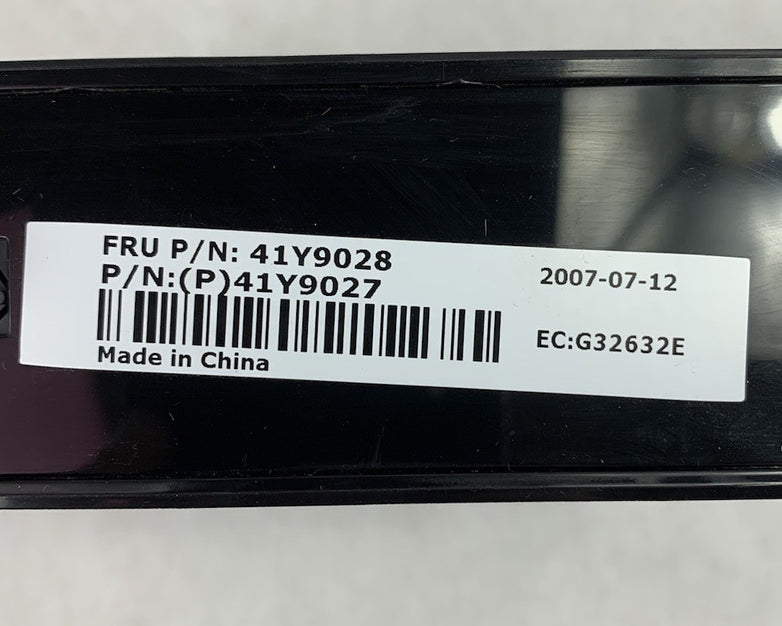 FRU P/N: 41Y9028
P/N:(P)41Y9027
Made in China
2007-07-12
EC:G32632E